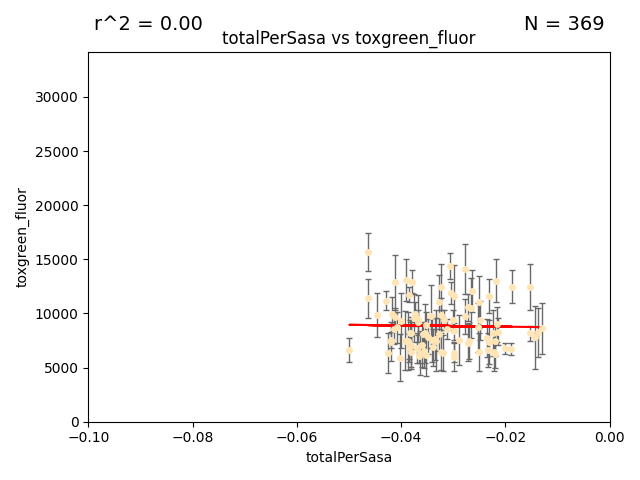 r^2 = 0.00
N = 369
totalPerSasa vs toxgreen_fluor
30000
25000
20000
15000
10000
5000
0
toxgreen_fluor
−0.10
−0.08
−0.06
−0.04
−0.02
0.00
totalPerSasa